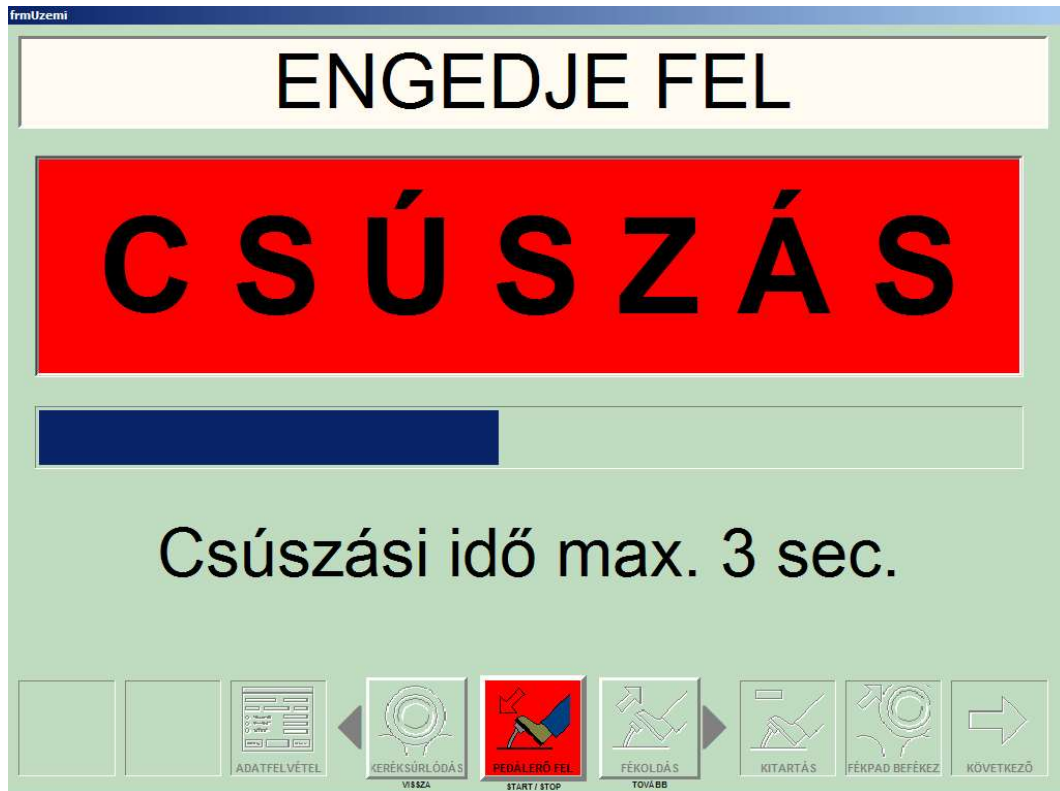 frmUzemi
ENGEDJE FEL
CSÚSZÁS
Csúszási idő max. 3 sec.
ADATFELVÉTEL
KERÉKSÚRLÓDÁS
PEDÁLERŐ FEL
FÉKOLDÁS
KITARTÁS
FÉKPAD BEFÉKEZ
KÖVETKEZŐ
VISSZA
START / STOP
TOVÁBB